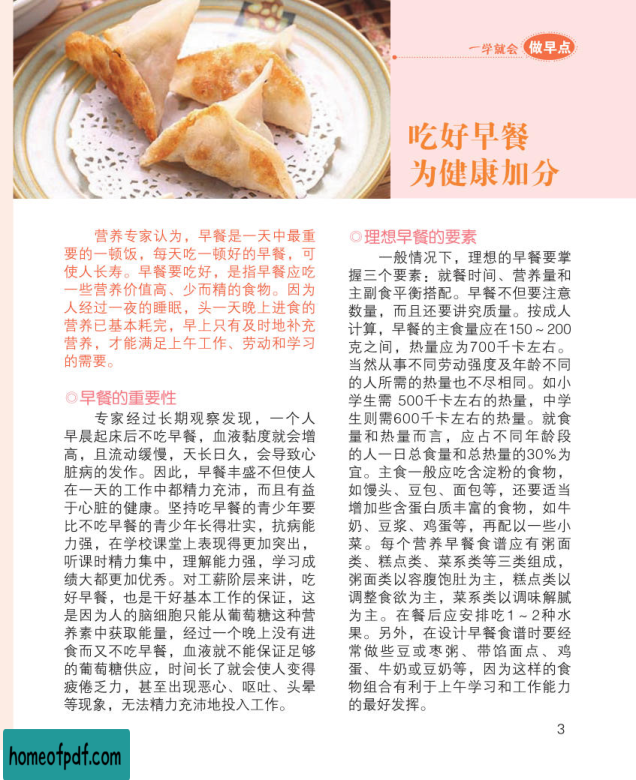 一学就会 做早点
吃好早餐
为健康加分
营养专家认为，早餐是一天中最重
要的一顿饭，每天吃一顿好的早餐，可
使人长寿。早餐要吃好，是指早餐应吃
一些营养价值高、少而精的食物。因为
人经过一夜的睡眠，头一天晚上进食的
营养已基本耗完，早上只有及时地补充
营养，才能满足上午工作、劳动和学习
的需要。
◎早餐的重要性
专家经过长期观察发现，一个人
早晨起床后不吃早餐，血液黏度就会增
高，且流动缓慢，天长日久，会导致心
脏病的发作。因此，早餐丰盛不但使人
在一天的工作中都精力充沛，而且有益
于心脏的健康。坚持吃早餐的青少年要
比不吃早餐的青少年长得壮实，抗病能
力强，在学校课堂上表现得更加突出，
听课时精力集中，理解能力强，学习成
绩大都更加优秀。对工薪阶层来讲，吃
好早餐，也是干好基本工作的保证，这
是因为人的脑细胞只能从葡萄糖这种营
养素中获取能量，经过一个晚上没有进
食而又不吃早餐，血液就不能保证足够
的葡萄糖供应，时间长了就会使人变得
疲倦乏力，甚至出现恶心、呕吐、头晕
等现象，无法精力充沛地投入工作。
◎理想早餐的要素
一般情况下，理想的早餐要掌
握三个要素：就餐时间、营养量和
主副食平衡搭配。早餐不但要注意
数量，而且还要讲究质量。按成人
计算，早餐的主食量应在150～200
克之间，热量应为700千卡左右。
当然从事不同劳动强度及年龄不同
的人所需的热量也不尽相同。如小
学生需 500千卡左右的热量，中学
生则需600千卡左右的热量。就食
量和热量而言，应占不同年龄段
的人一日总食量和总热量的30%为
宜。主食一般应吃含淀粉的食物，
如馒头、豆包、面包等，还要适当
增加些含蛋白质丰富的食物，如牛
奶、豆浆、鸡蛋等，再配以一些小
菜。每个营养早餐食谱应有粥面
类、糕点类、菜系类等三类组成，
粥面类以容腹饱肚为主，糕点类以
调整食欲为主，菜系类以调味解腻
为主。在餐后应安排吃1～2种水
果。另外，在设计早餐食谱时要经
常做些豆或枣粥、带馅面点、鸡
蛋、牛奶或豆奶等，因为这样的食
物组合有利于上午学习和工作能力
的最好发挥。
3
homeofpdf.com